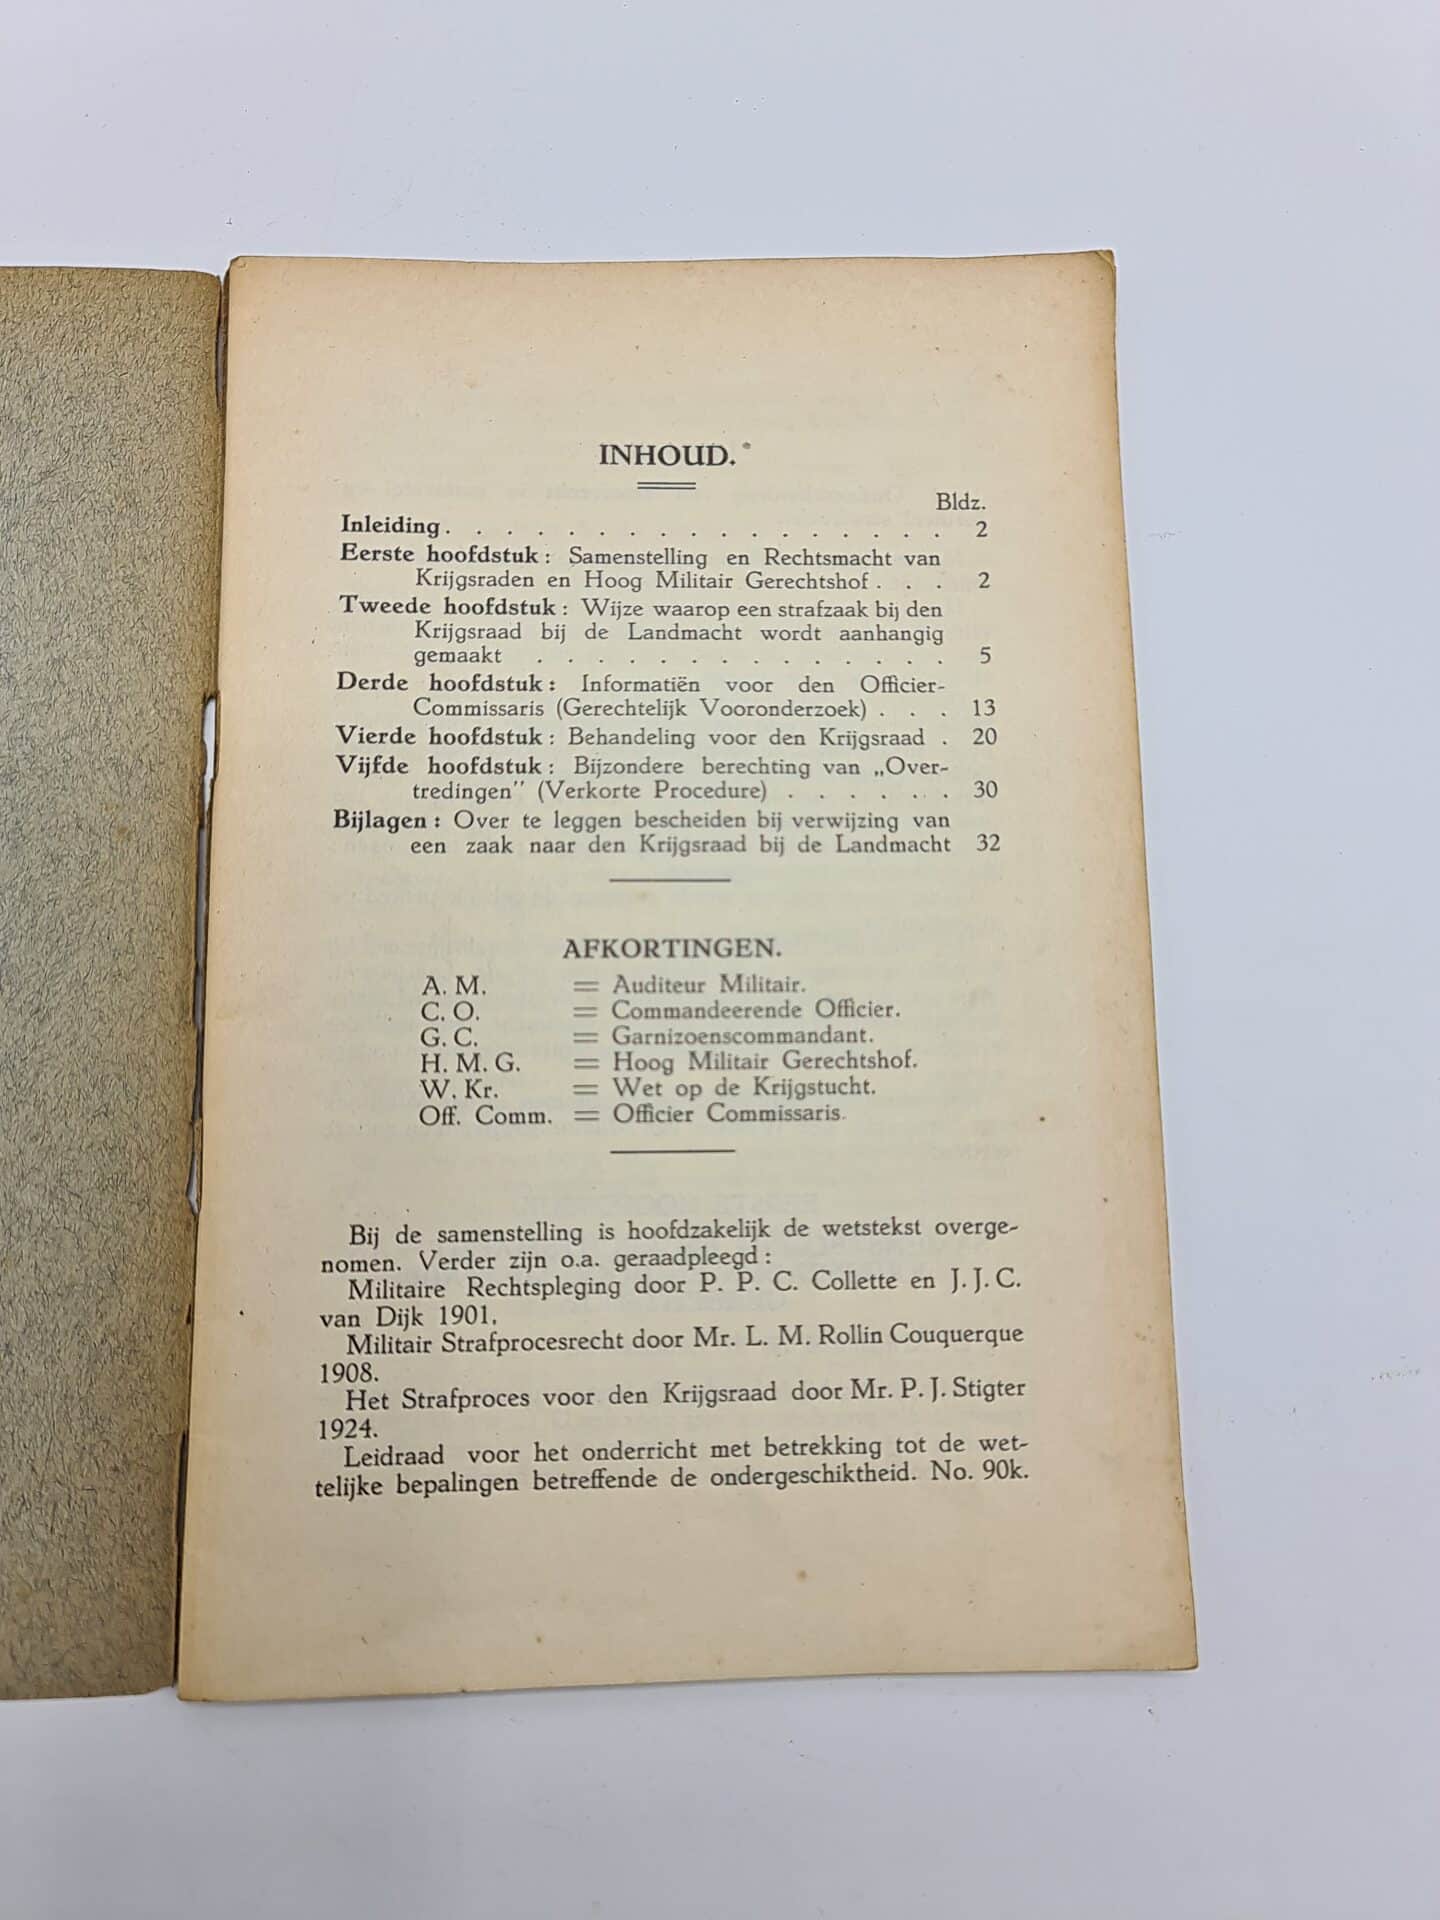 INHOUD.
Bldz.
Inleiding . . . . . . . . . . . . . . . . . 2
Eerste hoofdstuk : Samenstelling en Rechtsmacht van
Krijgsraden en Hoog Militair Gerechtshof . . . 2
Tweede hoofdstuk : Wijze waarop een strafzaak bij den
Krijgsraad bij de Landmacht wordt aanhangig
gemaakt . . . . . . . . . . . . . . 5
Derde hoofdstuk : Informatiën voor den Officier-
Commissaris (Gerechtelijk Vooronderzoek) . . . 13
Vierde hoofdstuk : Behandeling voor den Krijgsraad . 20
Vijfde hoofdstuk : Bijzondere berechting van „Over-
tredingen" (Verkorte Procedure) . . . . . . 30
Bijlagen : Over te leggen bescheiden bij verwijzing van
een zaak naar den Krijgsraad bij de Landmacht 32
AFKORTINGEN.
A. M. = Auditeur Militair.
C. O. = Commandeerende Officier.
G. C. = Garnizoenscommandant.
H. M. G. = Hoog Militair Gerechtshof.
W. Kr. = Wet op de Krijgstucht.
Off. Comm. = Officier Commissaris.
Bij de samenstelling is hoofdzakelijk de wetstekst overge-
nomen. Verder zijn o.a. geraadpleegd :
Militaire Rechtspleging door P. P. C. Collette en J. J. C.
van Dijk 1901.
Militair Strafprocesrecht door Mr. L. M. Rollin Couquerque
1908.
Het Strafproces voor den Krijgsraad door Mr. P. J. Stigter
1924.
Leidraad voor het onderricht met betrekking tot de wet-
telijke bepalingen betreffende de ondergeschiktheid. No. 90k.